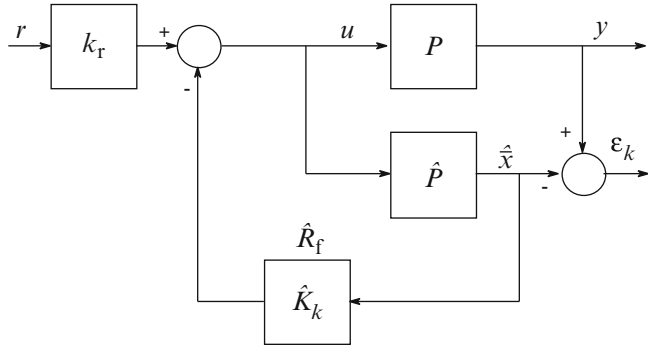 r
k_r
+
-
u
P
y
+
ε_k
P̂
x̄̂
-
R̂_f
K̂_k